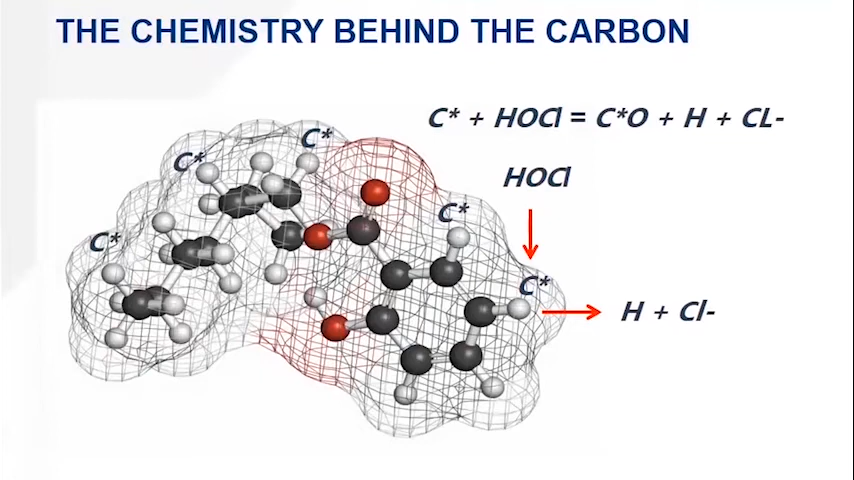 THE CHEMISTRY BEHIND THE CARBON
C* + HOCl = C*O + H + CL-
C*
C*
HOCl
C*
C*
C*
H + Cl-